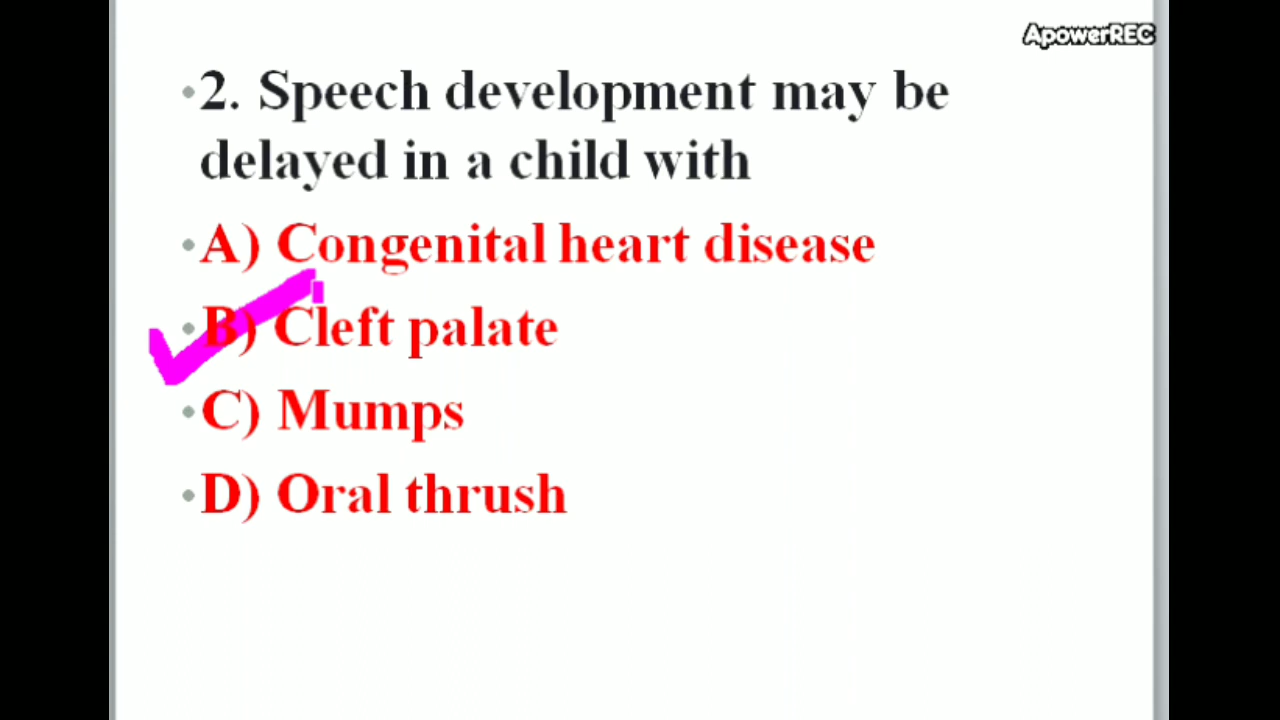 ApowerREC
•2. Speech development may be
delayed in a child with
•A) Congenital heart disease
•B) Cleft palate
•C) Mumps
•D) Oral thrush